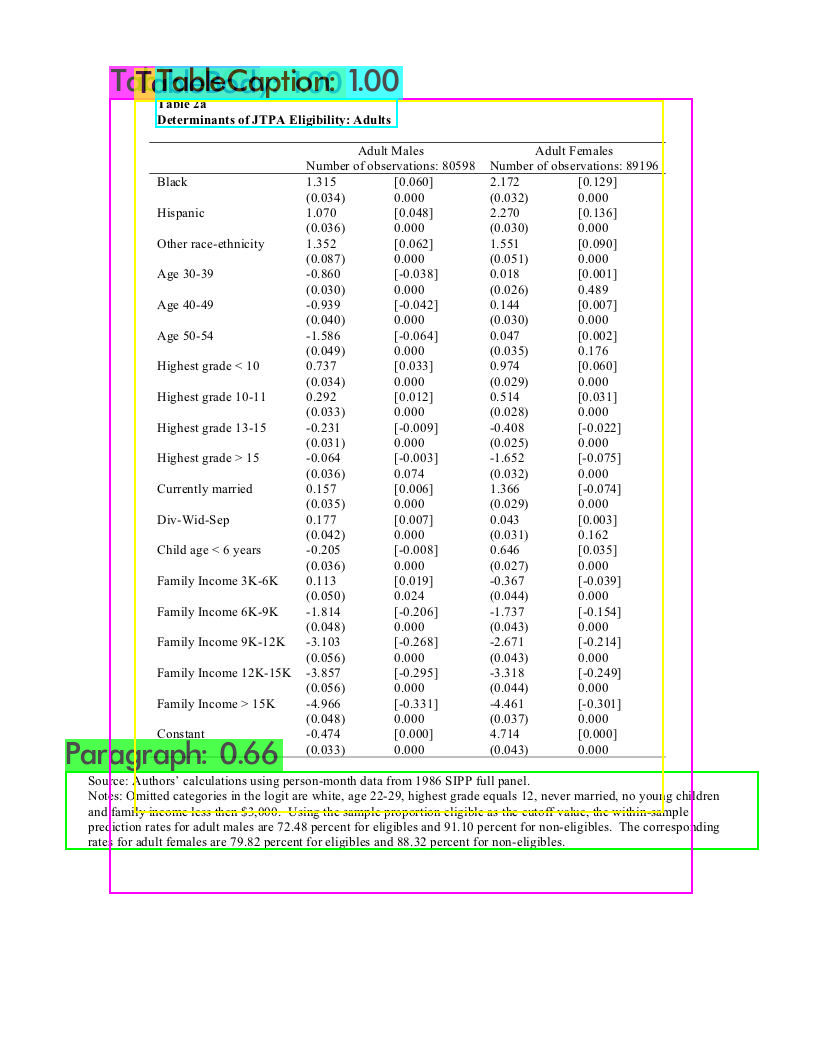 Table Caption: 1.00
Table 2a
Determinants of JTPA Eligibility: Adults
Adult Males Adult Females
Number of observations: 80598 Number of observations: 89196
Black 1.315 [0.060] 2.172 [0.129]
(0.034) 0.000 (0.032) 0.000
Hispanic 1.070 [0.048] 2.270 [0.136]
(0.036) 0.000 (0.030) 0.000
Other race-ethnicity 1.352 [0.062] 1.551 [0.090]
(0.087) 0.000 (0.051) 0.000
Age 30-39 -0.860 [-0.038] 0.018 [0.001]
(0.030) 0.000 (0.026) 0.489
Age 40-49 -0.939 [-0.042] 0.144 [0.007]
(0.040) 0.000 (0.030) 0.000
Age 50-54 -1.586 [-0.064] 0.047 [0.002]
(0.049) 0.000 (0.035) 0.176
Highest grade < 10 0.737 [0.033] 0.974 [0.060]
(0.034) 0.000 (0.029) 0.000
Highest grade 10-11 0.292 [0.012] 0.514 [0.031]
(0.033) 0.000 (0.028) 0.000
Highest grade 13-15 -0.231 [-0.009] -0.408 [-0.022]
(0.031) 0.000 (0.025) 0.000
Highest grade > 15 -0.064 [-0.003] -1.652 [-0.075]
(0.036) 0.074 (0.032) 0.000
Currently married 0.157 [0.006] 1.366 [-0.074]
(0.035) 0.000 (0.029) 0.000
Div-Wid-Sep 0.177 [0.007] 0.043 [0.003]
(0.042) 0.000 (0.031) 0.162
Child age < 6 years -0.205 [-0.008] 0.646 [0.035]
(0.036) 0.000 (0.027) 0.000
Family Income 3K-6K 0.113 [0.019] -0.367 [-0.039]
(0.050) 0.024 (0.044) 0.000
Family Income 6K-9K -1.814 [-0.206] -1.737 [-0.154]
(0.048) 0.000 (0.043) 0.000
Family Income 9K-12K -3.103 [-0.268] -2.671 [-0.214]
(0.056) 0.000 (0.043) 0.000
Family Income 12K-15K -3.857 [-0.295] -3.318 [-0.249]
(0.056) 0.000 (0.044) 0.000
Family Income > 15K -4.966 [-0.331] -4.461 [-0.301]
(0.048) 0.000 (0.037) 0.000
Constant -0.474 [0.000] 4.714 [0.000]
(0.033) 0.000 (0.043) 0.000
Paragraph: 0.66
Source: Authors' calculations using person-month data from 1986 SIPP full panel.
Notes: Omitted categories in the logit are white, age 22-29, highest grade equals 12, never married, no young children
and family income less then $3,000. Using the sample proportion eligible as the cutoff value, the within-sample
prediction rates for adult males are 72.48 percent for eligibles and 91.10 percent for non-eligibles. The corresponding
rates for adult females are 79.82 percent for eligibles and 88.32 percent for non-eligibles.